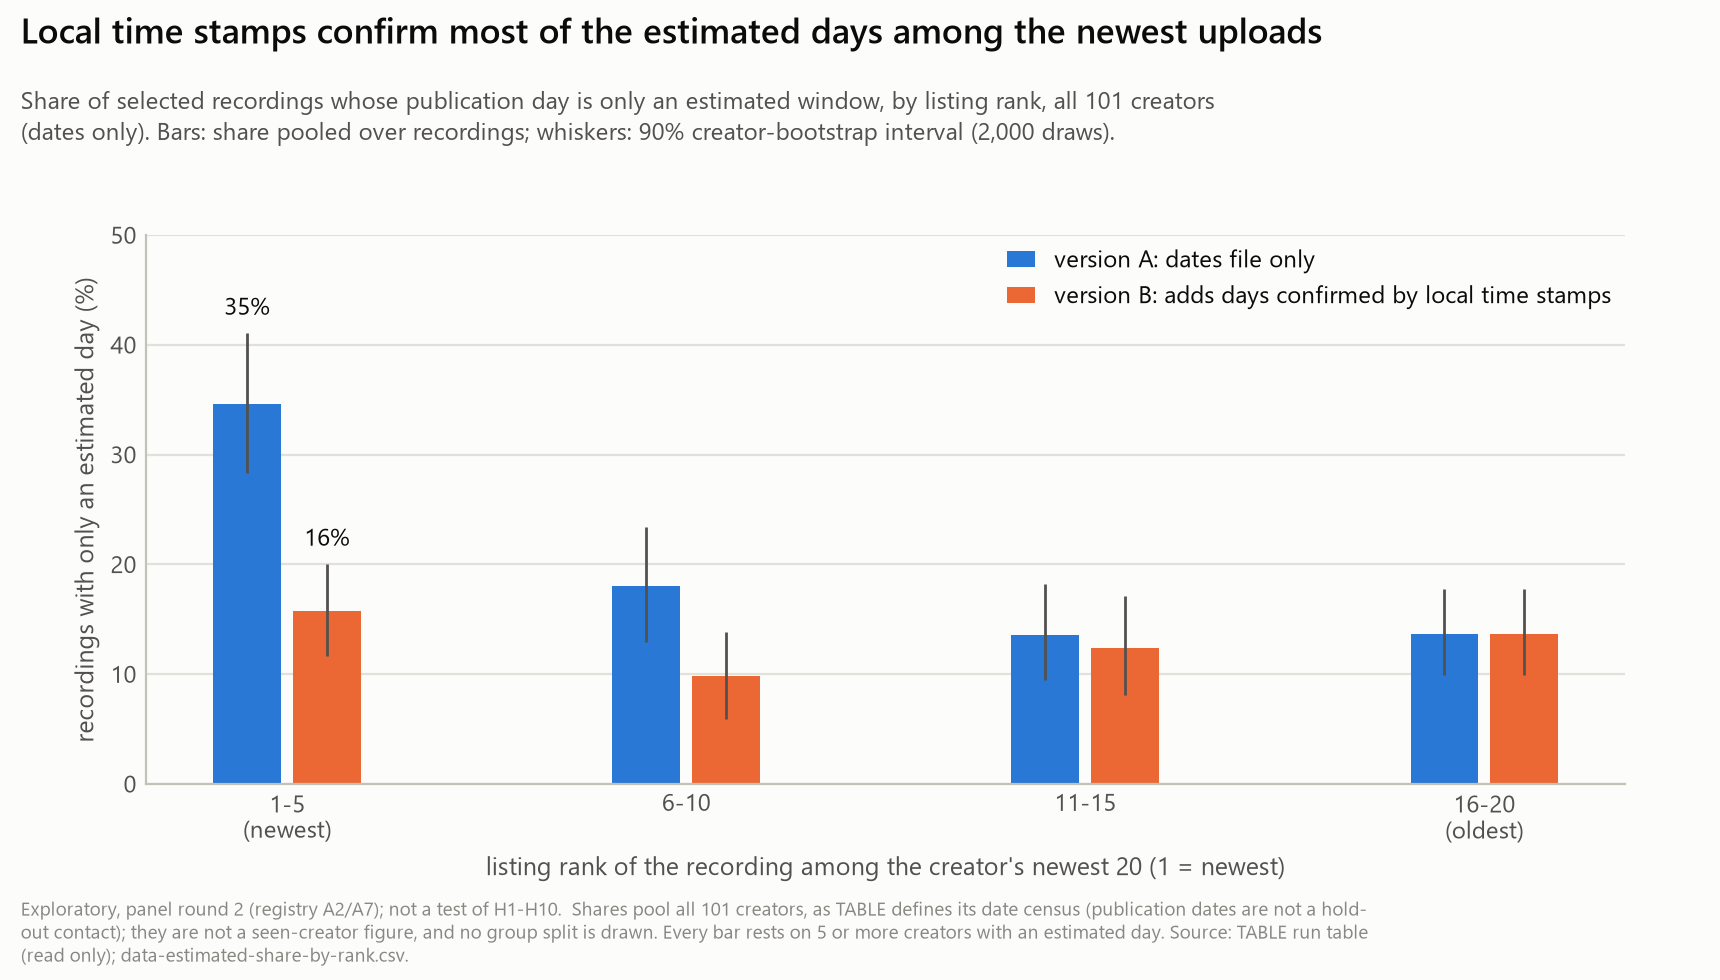 Local time stamps confirm most of the estimated days among the newest uploads
Share of selected recordings whose publication day is only an estimated window, by listing rank, all 101 creators
(dates only). Bars: share pooled over recordings; whiskers: 90% creator-bootstrap interval (2,000 draws).
version A: dates file only
version B: adds days confirmed by local time stamps
recordings with only an estimated day (%)
50
40
30
20
10
0
35%
16%
1-5
(newest)
6-10
11-15
16-20
(oldest)
listing rank of the recording among the creator's newest 20 (1 = newest)
Exploratory, panel round 2 (registry A2/A7); not a test of H1-H10.  Shares pool all 101 creators, as TABLE defines its date census (publication dates are not a hold-
out contact); they are not a seen-creator figure, and no group split is drawn. Every bar rests on 5 or more creators with an estimated day. Source: TABLE run table
(read only); data-estimated-share-by-rank.csv.